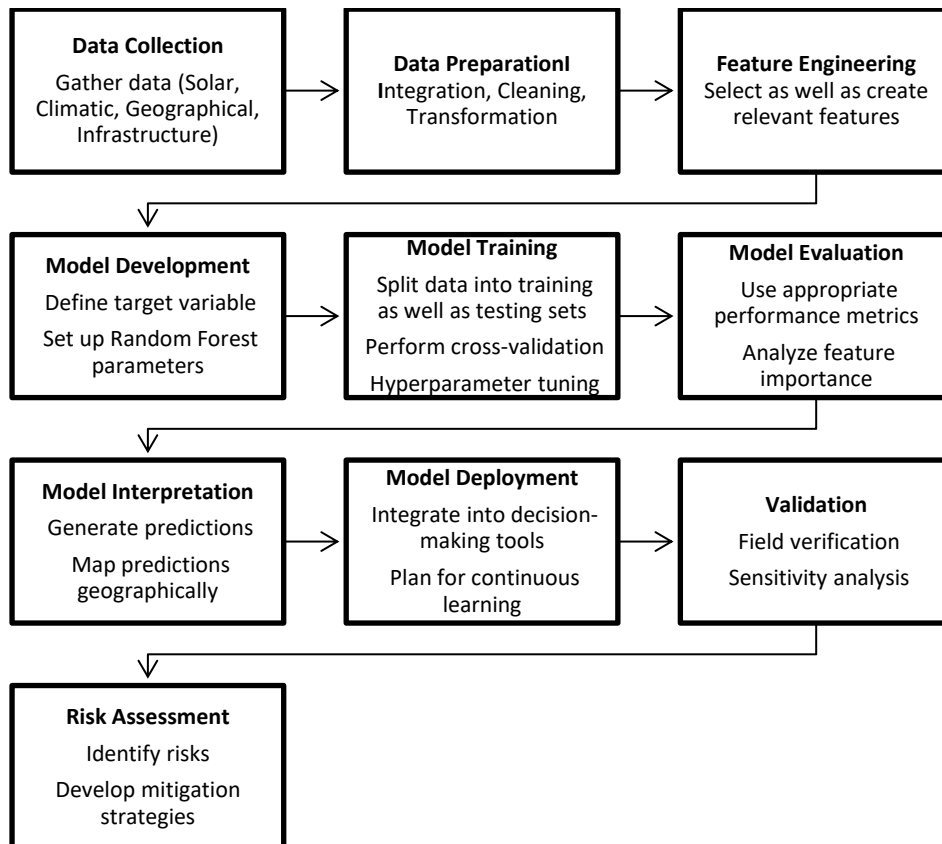 Data Collection
Gather data (Solar,
Climatic, Geographical,
Infrastructure)
Data PreparationI
Integration, Cleaning,
Transformation
Feature Engineering
Select as well as create
relevant features
Model Development
Define target variable
Set up Random Forest
parameters
Model Training
Split data into training
as well as testing sets
Perform cross-validation
Hyperparameter tuning
Model Evaluation
Use appropriate
performance metrics
Analyze feature
importance
Model Interpretation
Generate predictions
Map predictions
geographically
Model Deployment
Integrate into decision-
making tools
Plan for continuous
learning
Validation
Field verification
Sensitivity analysis
Risk Assessment
Identify risks
Develop mitigation
strategies